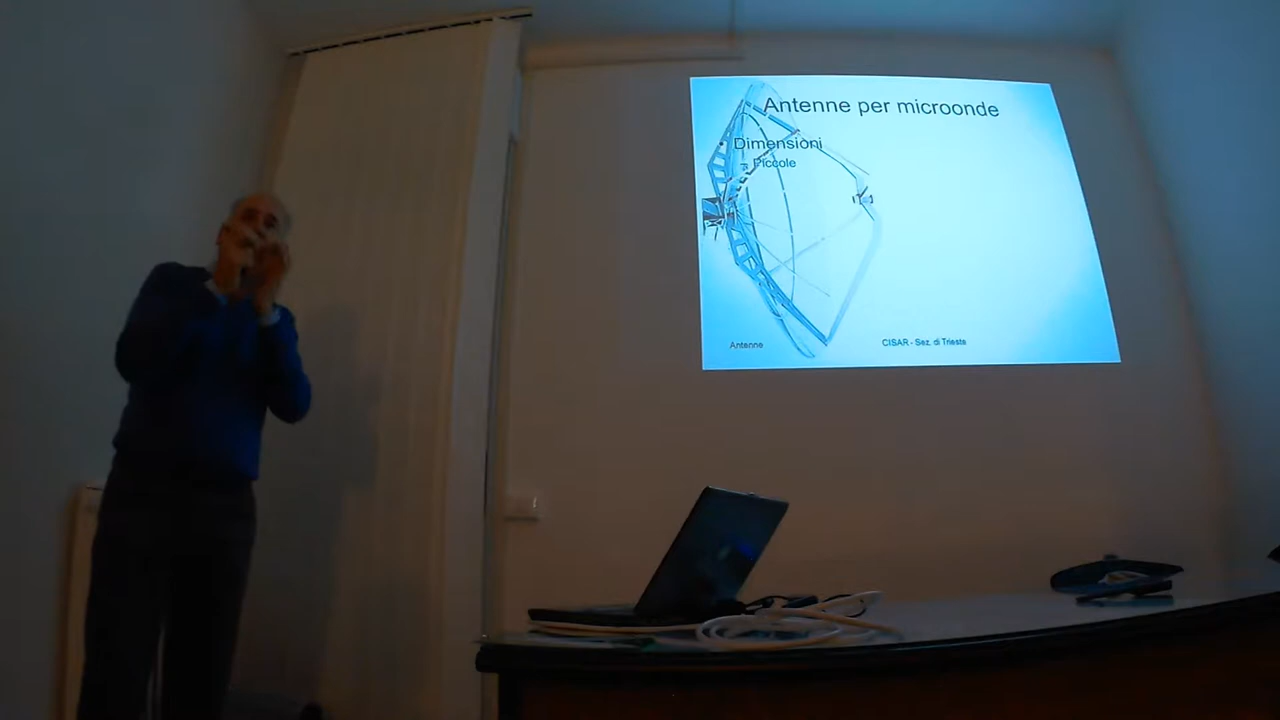 Antenne per microonde
Dimensioni
Piccole
Antenne
CISAR - Sez. di Trieste